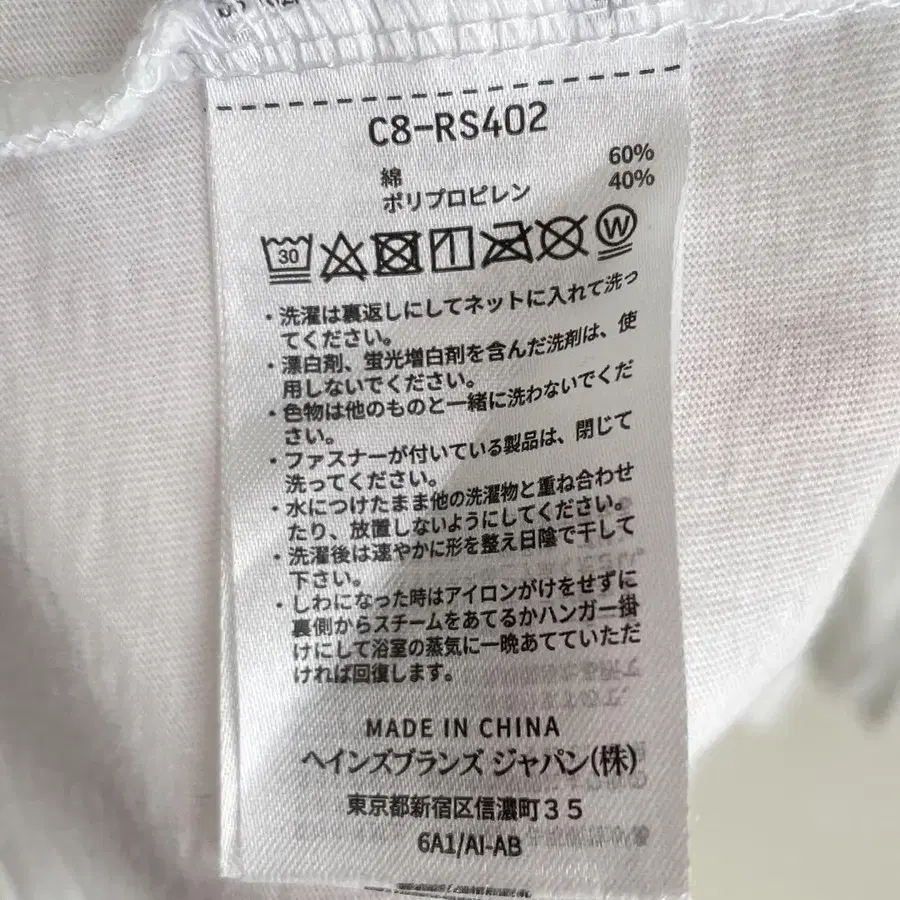 C8-RS402
綿 60%
ポリプロピレン 40%
30
W
・洗濯は裏返しにしてネットに入れて洗っ
てください。
・漂白剤、蛍光増白剤を含んだ洗剤は、使
用しないでください。
・色物は他のものと一緒に洗わないでくだ
さい。
・ファスナーが付いている製品は、閉じて
洗ってください。
・水につけたまま他の洗濯物と重ね合わせ
たり、放置しないようにしてください。
・洗濯後は速やかに形を整え日陰で干して
下さい。
・しわになった時はアイロンがけをせずに
裏側からスチームをあてるかハンガー掛
けにして浴室の蒸気に一晩あてていただ
ければ回復します。
MADE IN CHINA
ヘインズブランズ ジャパン(株)
東京都新宿区信濃町35
6A1/AI-AB